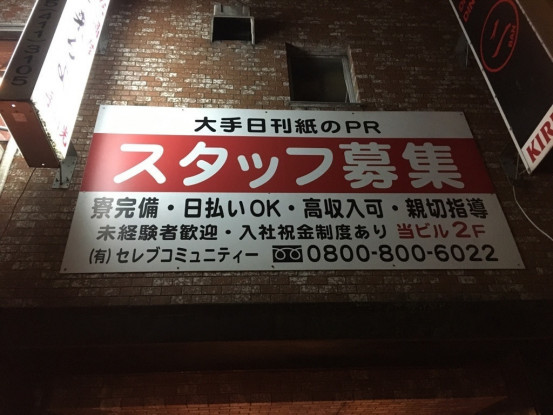 大手日刊紙のPR
スタッフ募集
寮完備・日払いOK・高収入可・親切指導
未経験者歓迎・入社祝金制度あり 当ビル2F
(有)セレブコミュニティー 0800-800-6022
411-3105
KIR